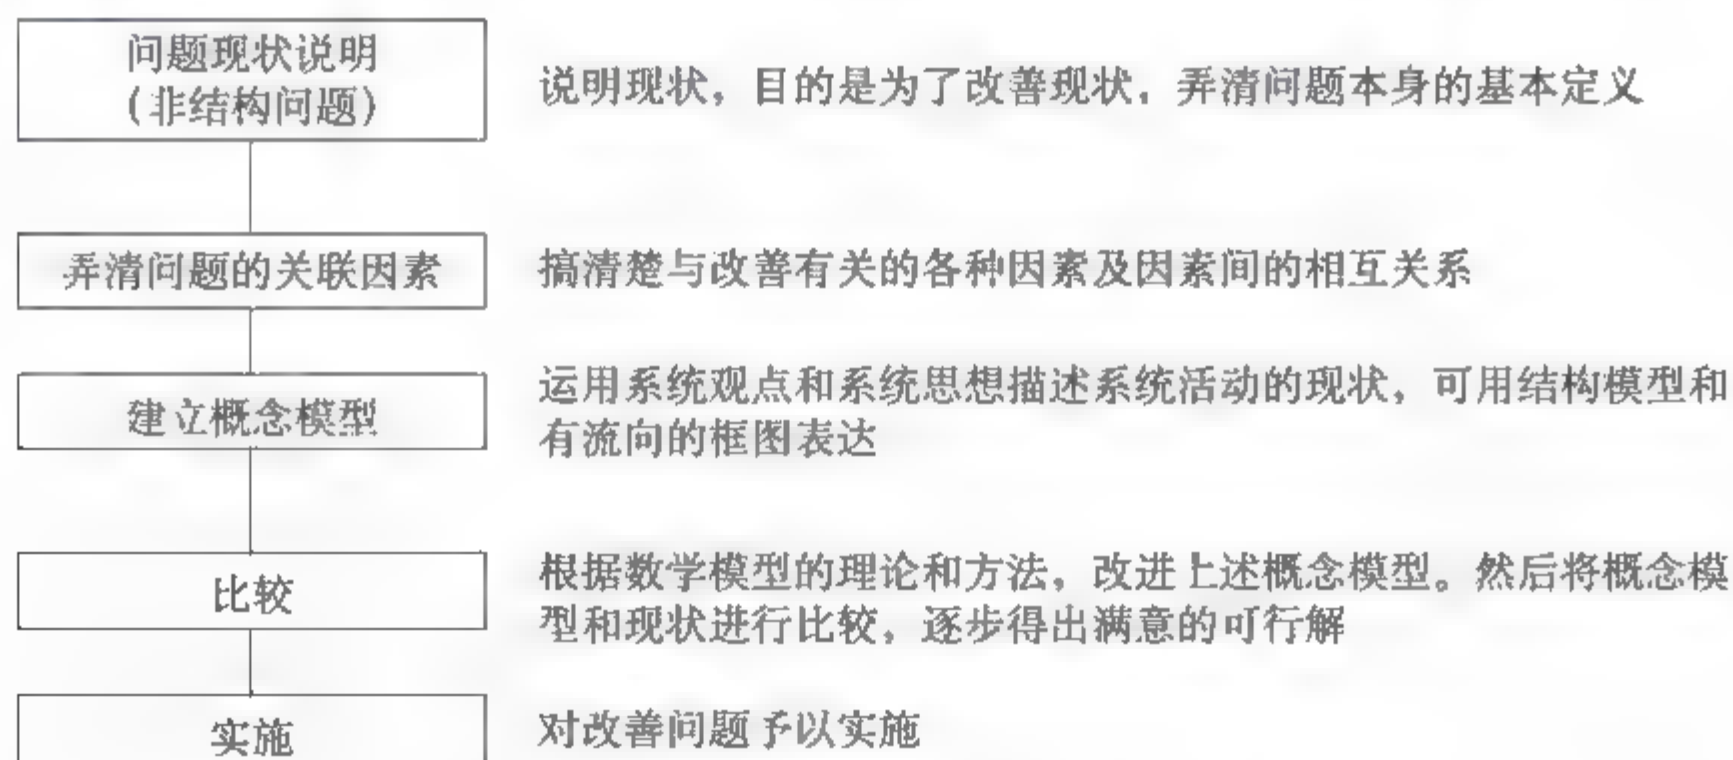 问题现状说明
(非结构问题)
说明现状，目的是为了改善现状，弄清问题本身的基本定义
弄清问题的关联因素
搞清楚与改善有关的各种因素及因素间的相互关系
建立概念模型
运用系统观点和系统思想描述系统活动的现状，可用结构模型和
有流向的框图表达
比较
根据数学模型的理论和方法，改进上述概念模型。然后将概念模
型和现状进行比较，逐步得出满意的可行解
实施
对改善问题予以实施